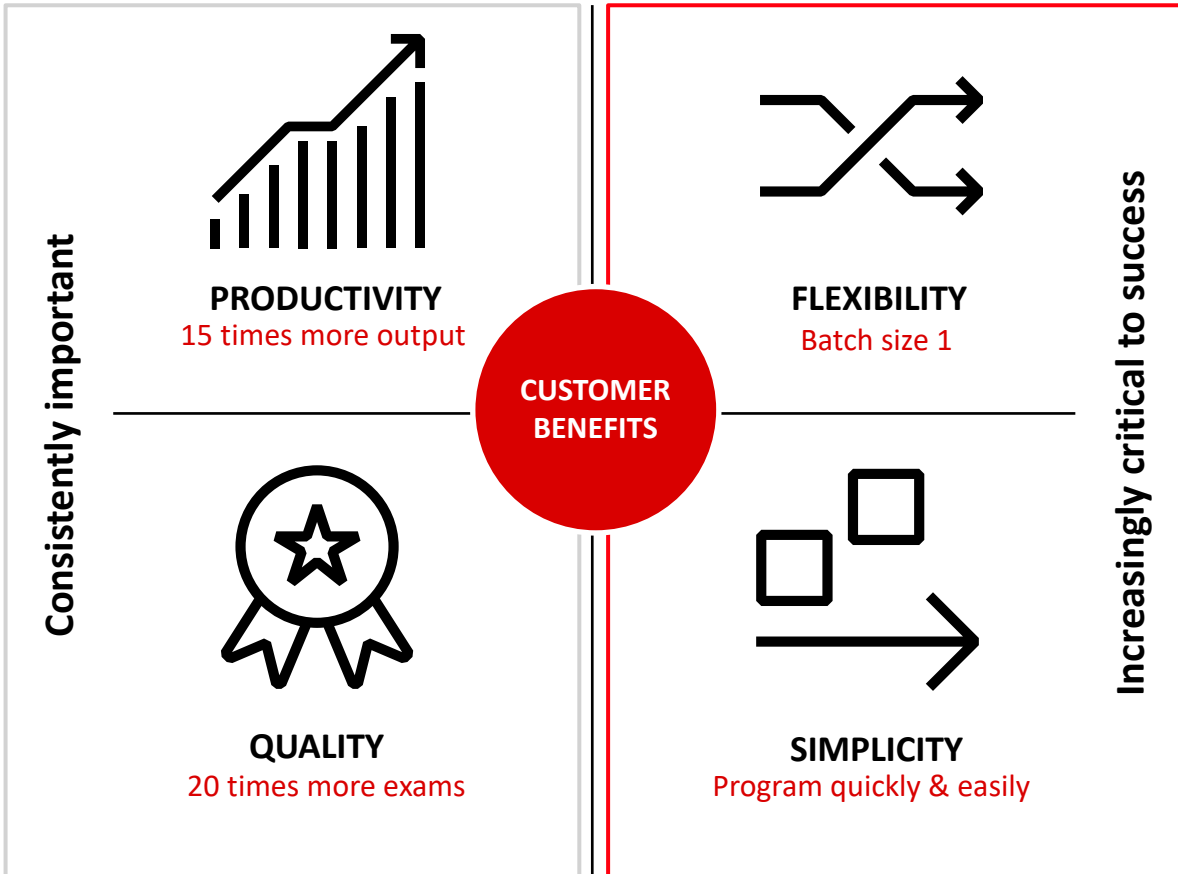 Consistently important
PRODUCTIVITY
15 times more output
QUALITY
20 times more exams
CUSTOMER
BENEFITS
FLEXIBILITY
Batch size 1
SIMPLICITY
Program quickly & easily
Increasingly critical to success